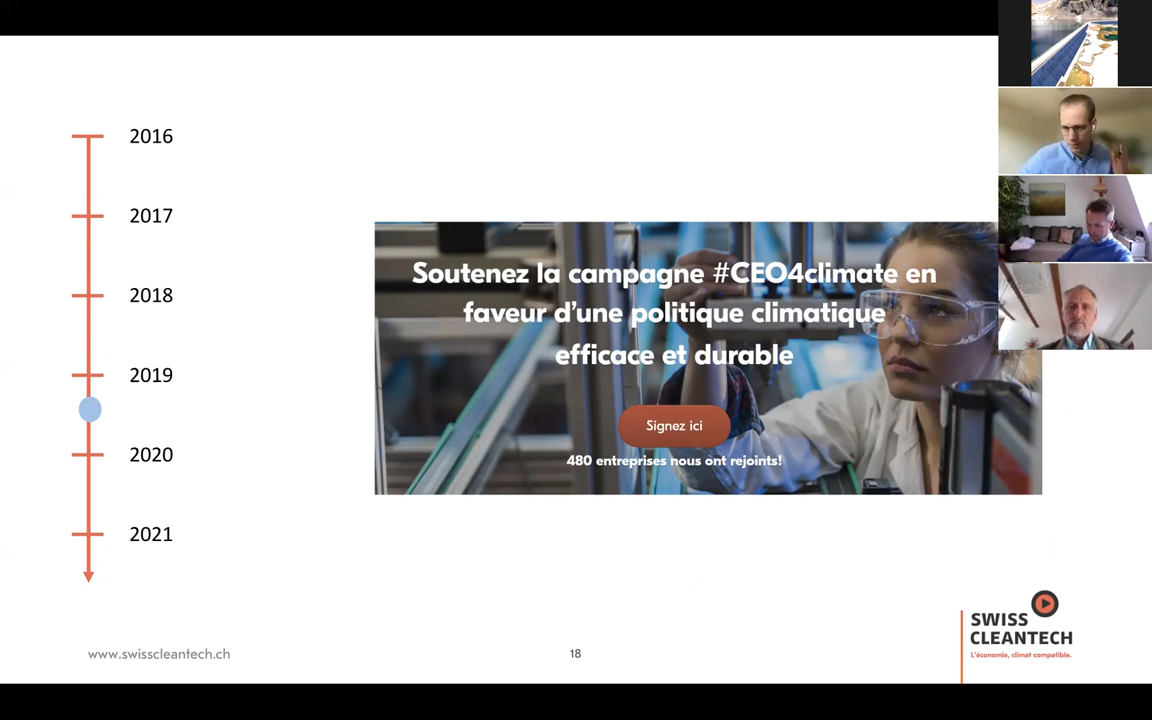 2016
2017
2018
2019
2020
2021
Soutenez la campagne #CEO4climate en
faveur d’une politique climatique
efficace et durable
Signez ici
480 entreprises nous ont rejoints!
www.swisscleantech.ch
18
SWISS
CLEANTECH
L'économie, climat compatible.